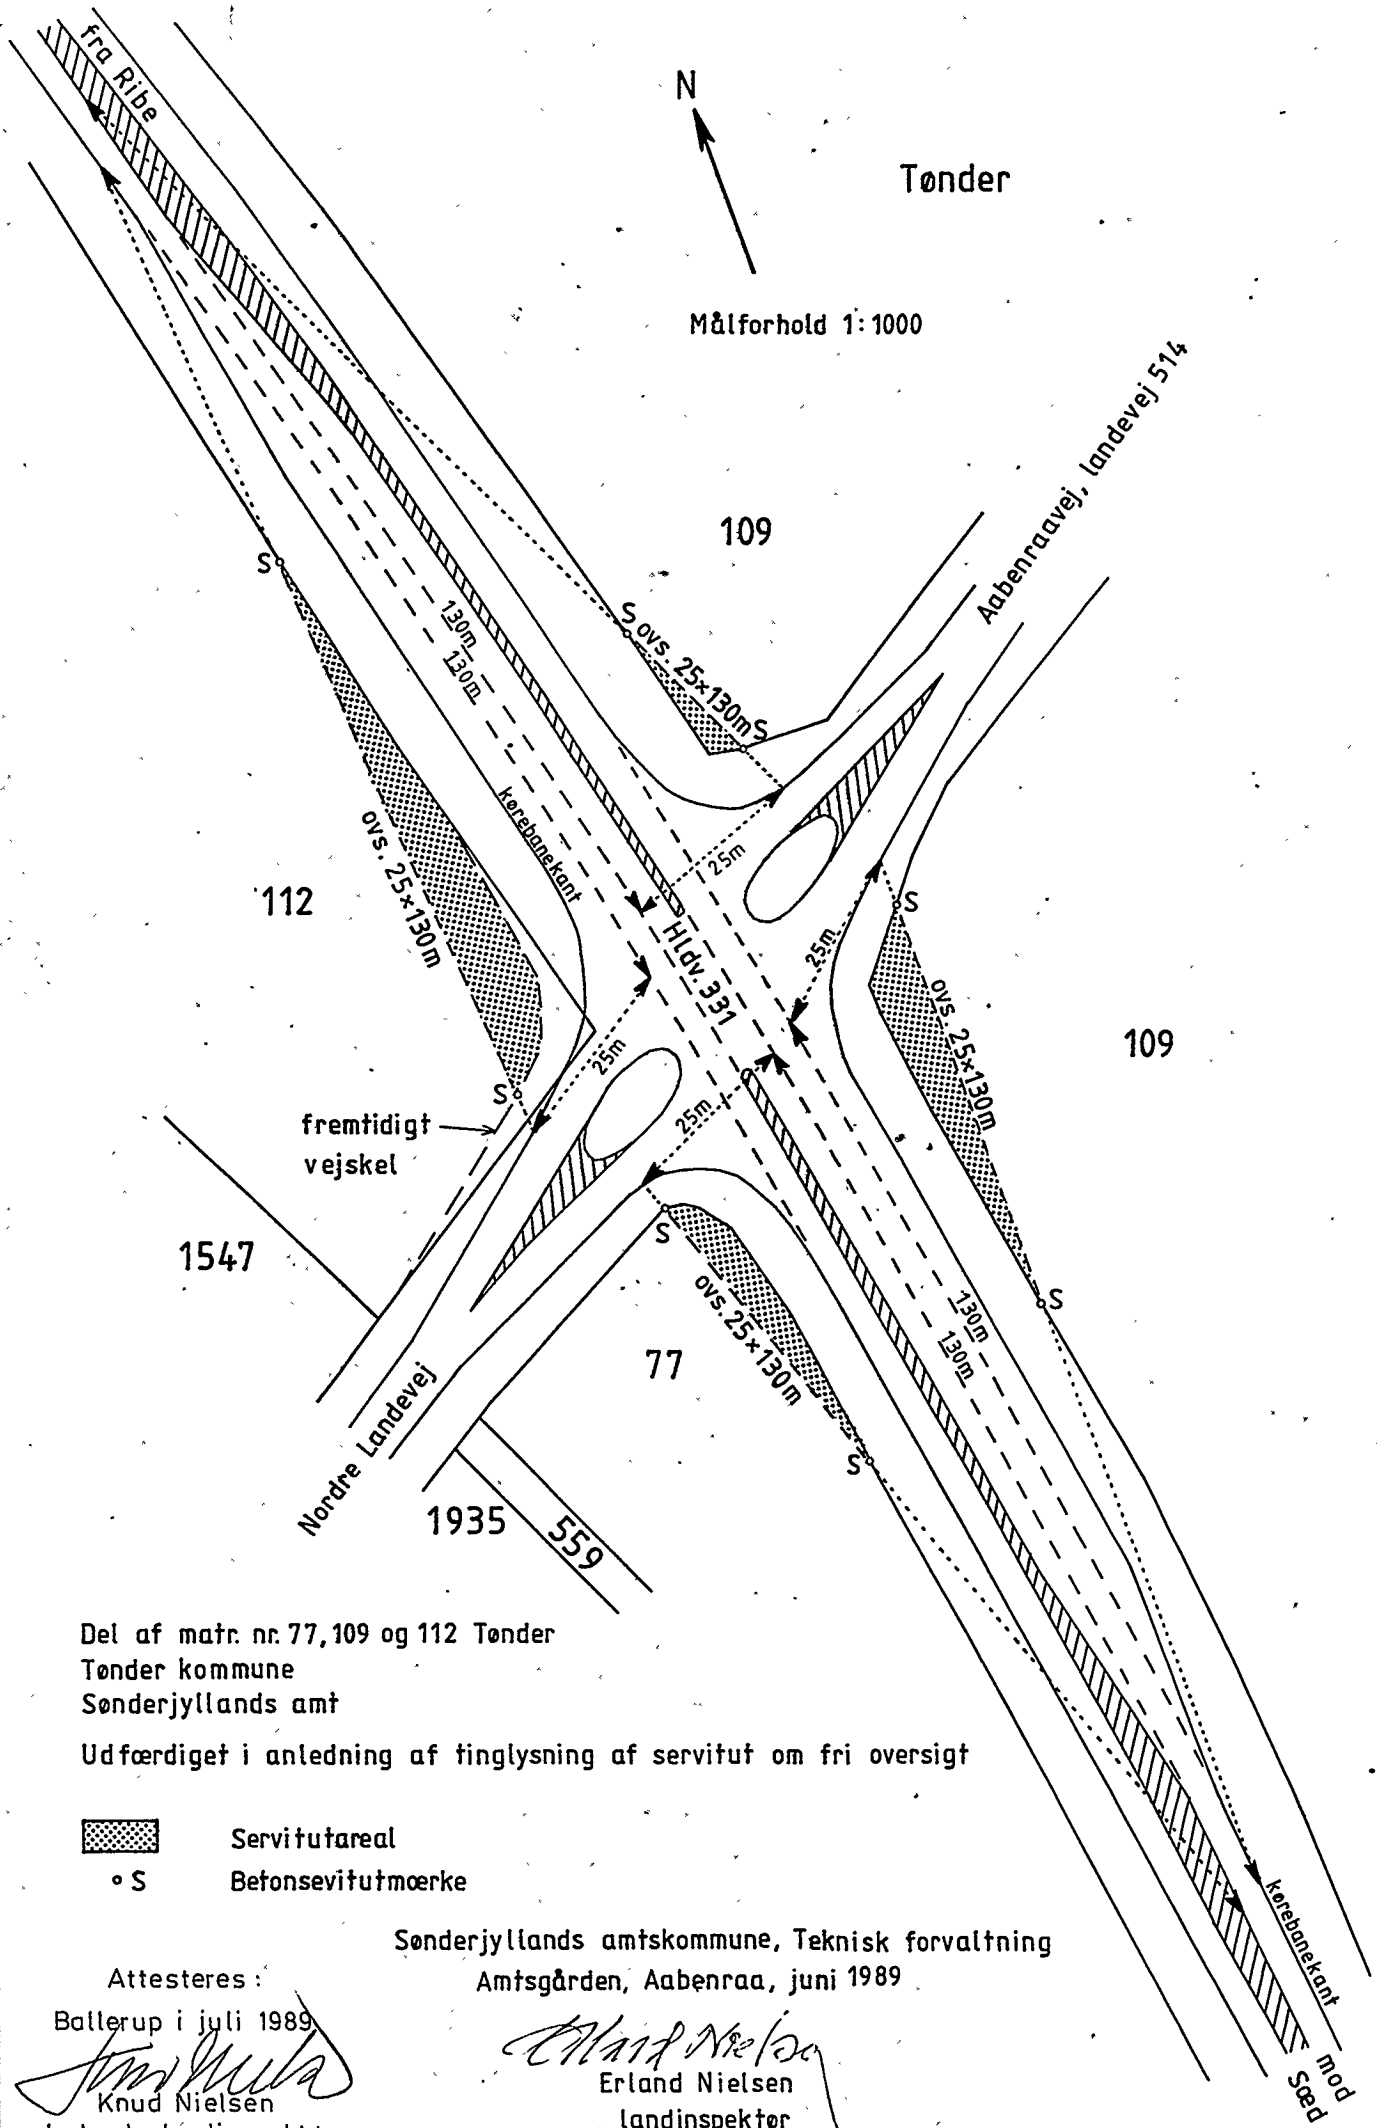 fra Ribe
N
Tønder
Målforhold 1:1000
Aabenraavej, landevej 514
109
S
S ovs. 25×130m S
130m
130m
kørebanekant
25m
ovs. 25×130m
112
Hldv. 331
S
25m
ovs. 25×130m
109
S
25m
25m
fremtidigt
vejskel
S
1547
ovs. 25×130m
77
130m
130m
S
S
Nordre Landevej
1935
559
Del af matr. nr. 77, 109 og 112 Tønder
Tønder kommune
Sønderjyllands amt
Udfærdiget i anledning af tinglysning af servitut om fri oversigt
Servitutareal
S Betonsevitutmærke
kørebanekant
mod
Sæd
Sønderjyllands amtskommune, Teknisk forvaltning
Amtsgården, Aabenraa, juni 1989
Attesteres :
Ballerup i juli 1989
Knud Nielsen
Erland Nielsen
landinspektør